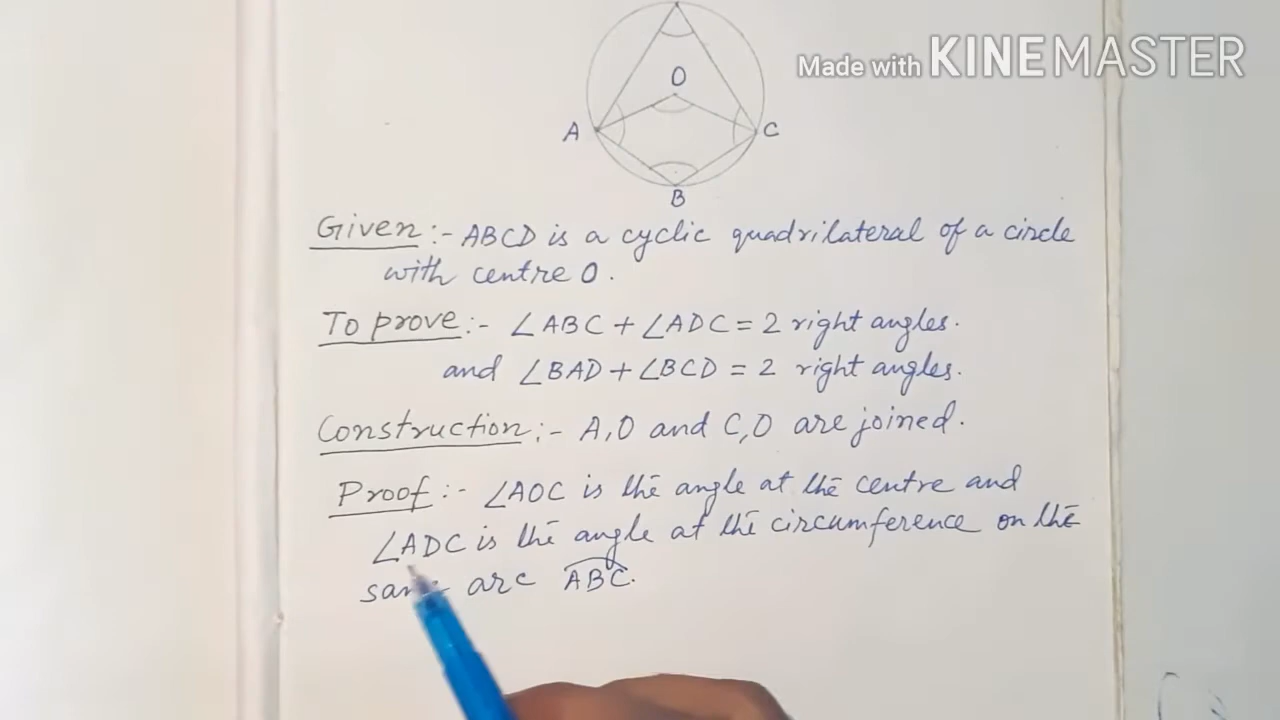 Made with KINEMASTER
O
A
C
B
Given :- ABCD is a cyclic quadrilateral of a circle
with centre O.
To prove :- ∠ABC + ∠ADC = 2 right angles.
and ∠BAD + ∠BCD = 2 right angles.
Construction :- A,O and C,O are joined.
Proof :- ∠AOC is the angle at the centre and
∠ADC is the angle at the circumference on the
arc ABC.